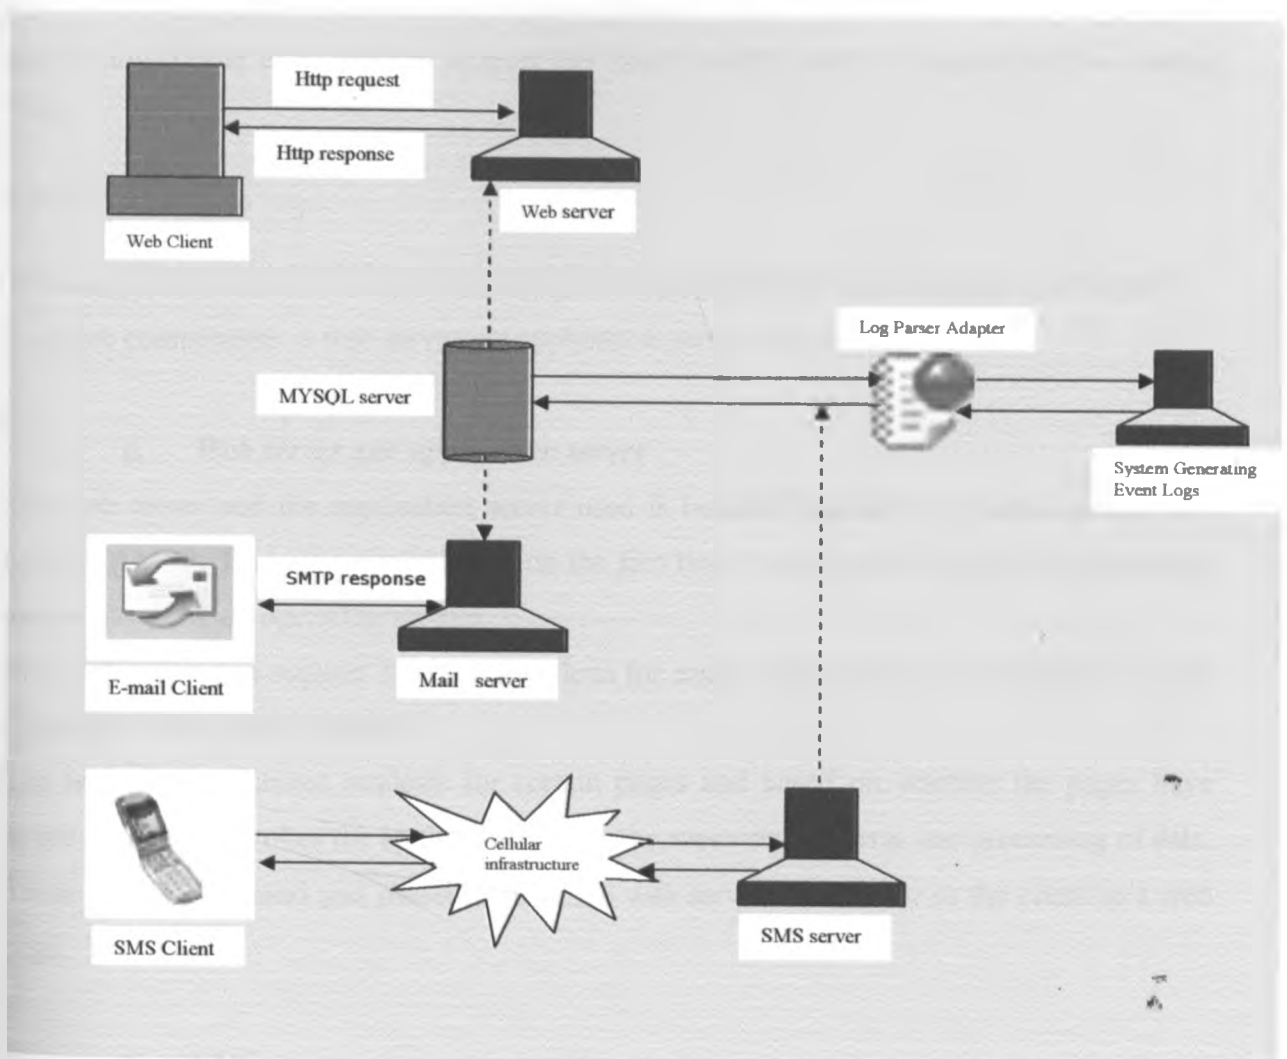 Http request
Http response
Web server
Web Client
Log Parser Adapter
MYSQL server
System Generating
Event Logs
SMTP response
E-mail Client
Mail server
Cellular
infrastructure
SMS Client
SMS server